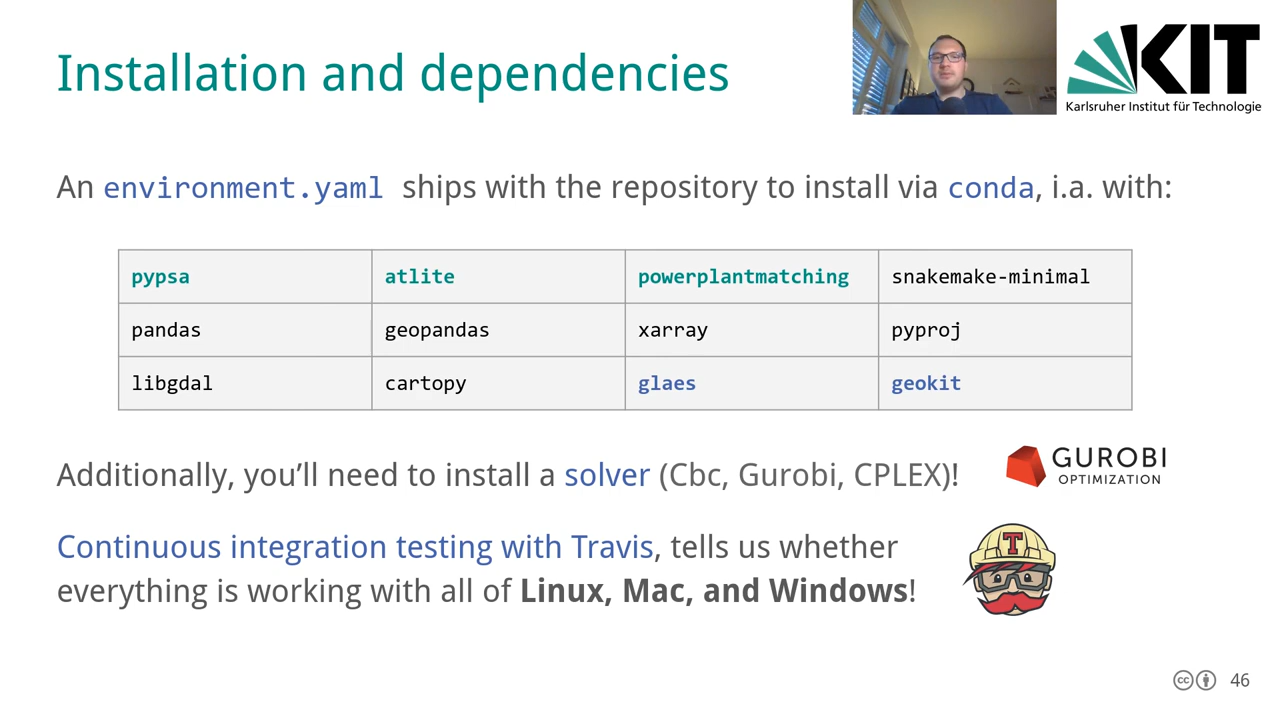 Installation and dependencies
KIT
Karlsruher Institut für Technologie
An environment.yaml ships with the repository to install via conda, i.a. with:
pypsa atlite powerplantmatching snakemake-minimal
pandas geopandas xarray pyproj
libgdal cartopy glaes geokit
Additionally, you’ll need to install a solver (Cbc, Gurobi, CPLEX)!
GUROBI
OPTIMIZATION
Continuous integration testing with Travis, tells us whether
everything is working with all of Linux, Mac, and Windows!
T
cc
46